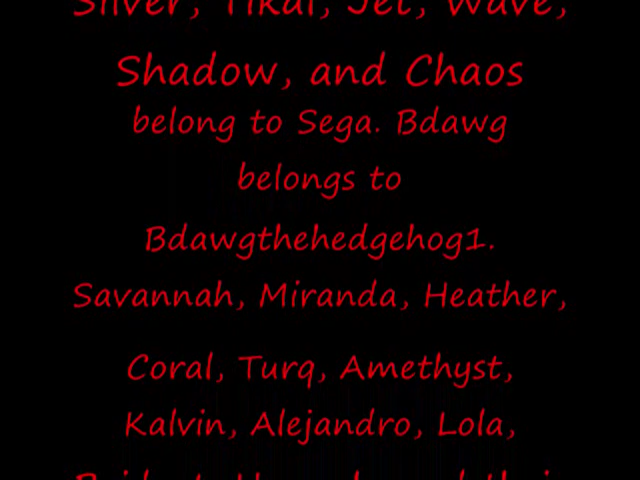 Silver, Tikal, Jet, Wave,
Shadow, and Chaos
belong to Sega. Bdawg
belongs to
Bdawgthehedgehog1.
Savannah, Miranda, Heather,
Coral, Turq, Amethyst,
Kalvin, Alejandro, Lola,